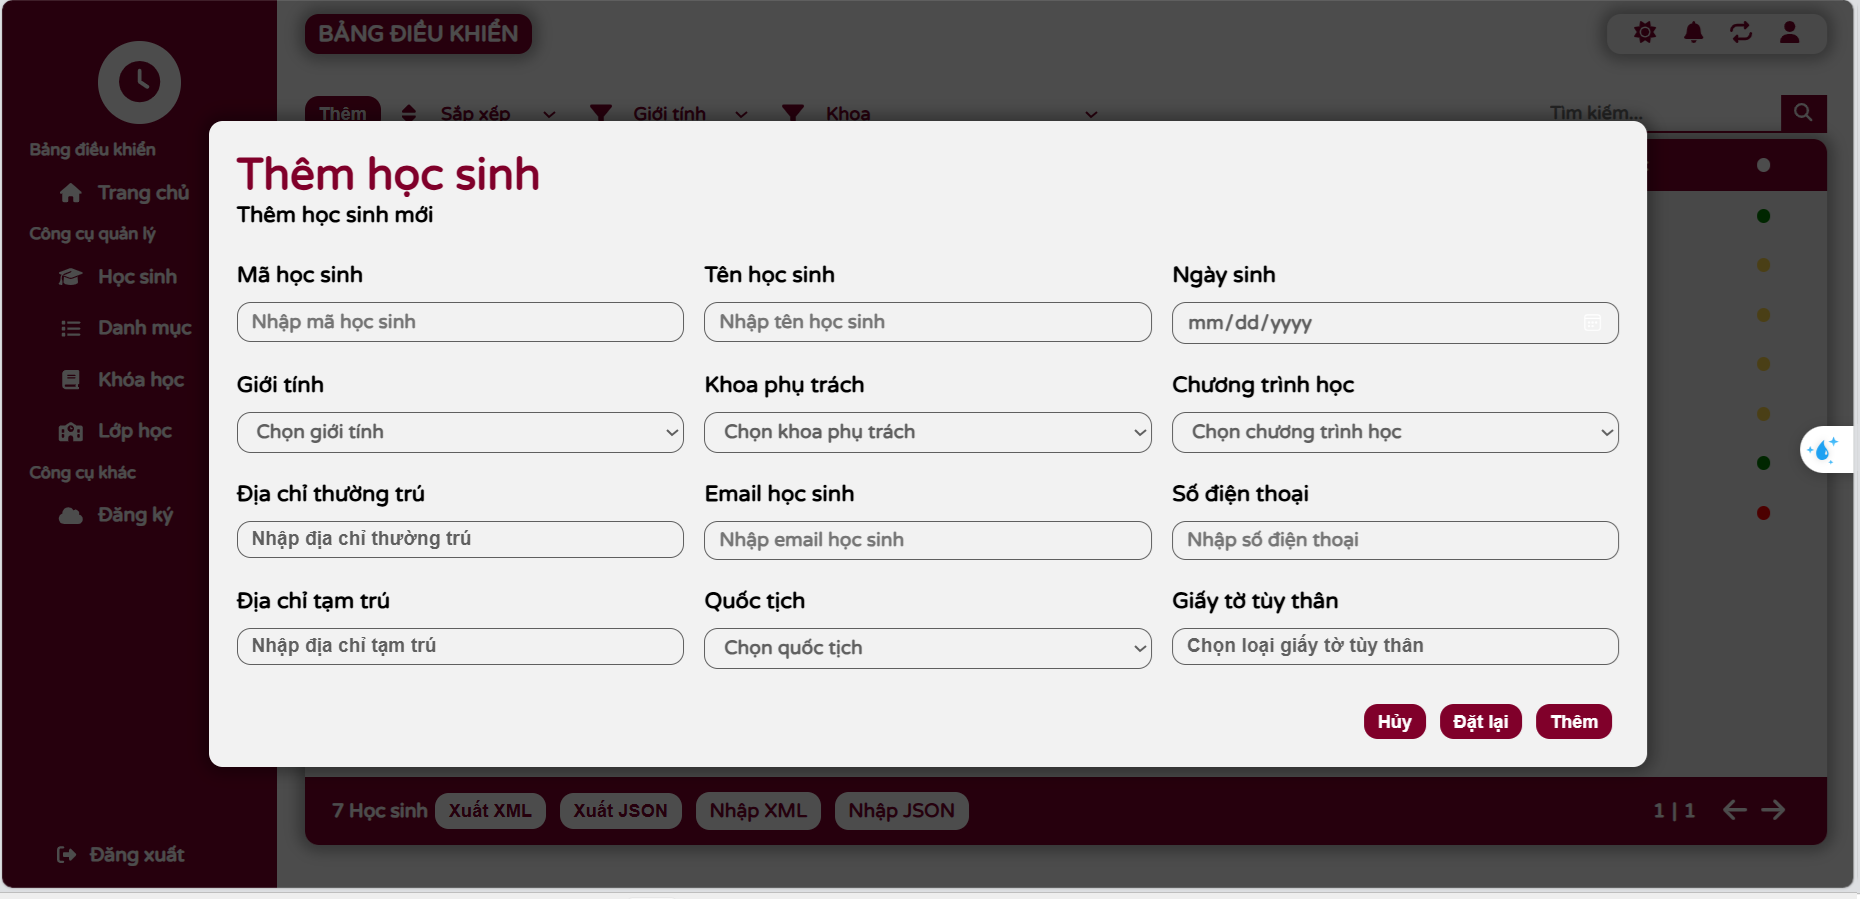 BẢNG ĐIỀU KHIỂN
Thêm
Sắp xếp
Giới tính
Khoa
Tìm kiếm...
Bảng điều khiển
Trang chủ
Công cụ quản lý
Học sinh
Danh mục
Khóa học
Lớp học
Công cụ khác
Đăng ký
Đăng xuất
Thêm học sinh
Thêm học sinh mới
Mã học sinh
Tên học sinh
Ngày sinh
Nhập mã học sinh
Nhập tên học sinh
mm/dd/yyyy
Giới tính
Khoa phụ trách
Chương trình học
Chọn giới tính
Chọn khoa phụ trách
Chọn chương trình học
Địa chỉ thường trú
Email học sinh
Số điện thoại
Nhập địa chỉ thường trú
Nhập email học sinh
Nhập số điện thoại
Địa chỉ tạm trú
Quốc tịch
Giấy tờ tùy thân
Nhập địa chỉ tạm trú
Chọn quốc tịch
Chọn loại giấy tờ tùy thân
Hủy
Đặt lại
Thêm
7 Học sinh
Xuất XML
Xuất JSON
Nhập XML
Nhập JSON
1 | 1